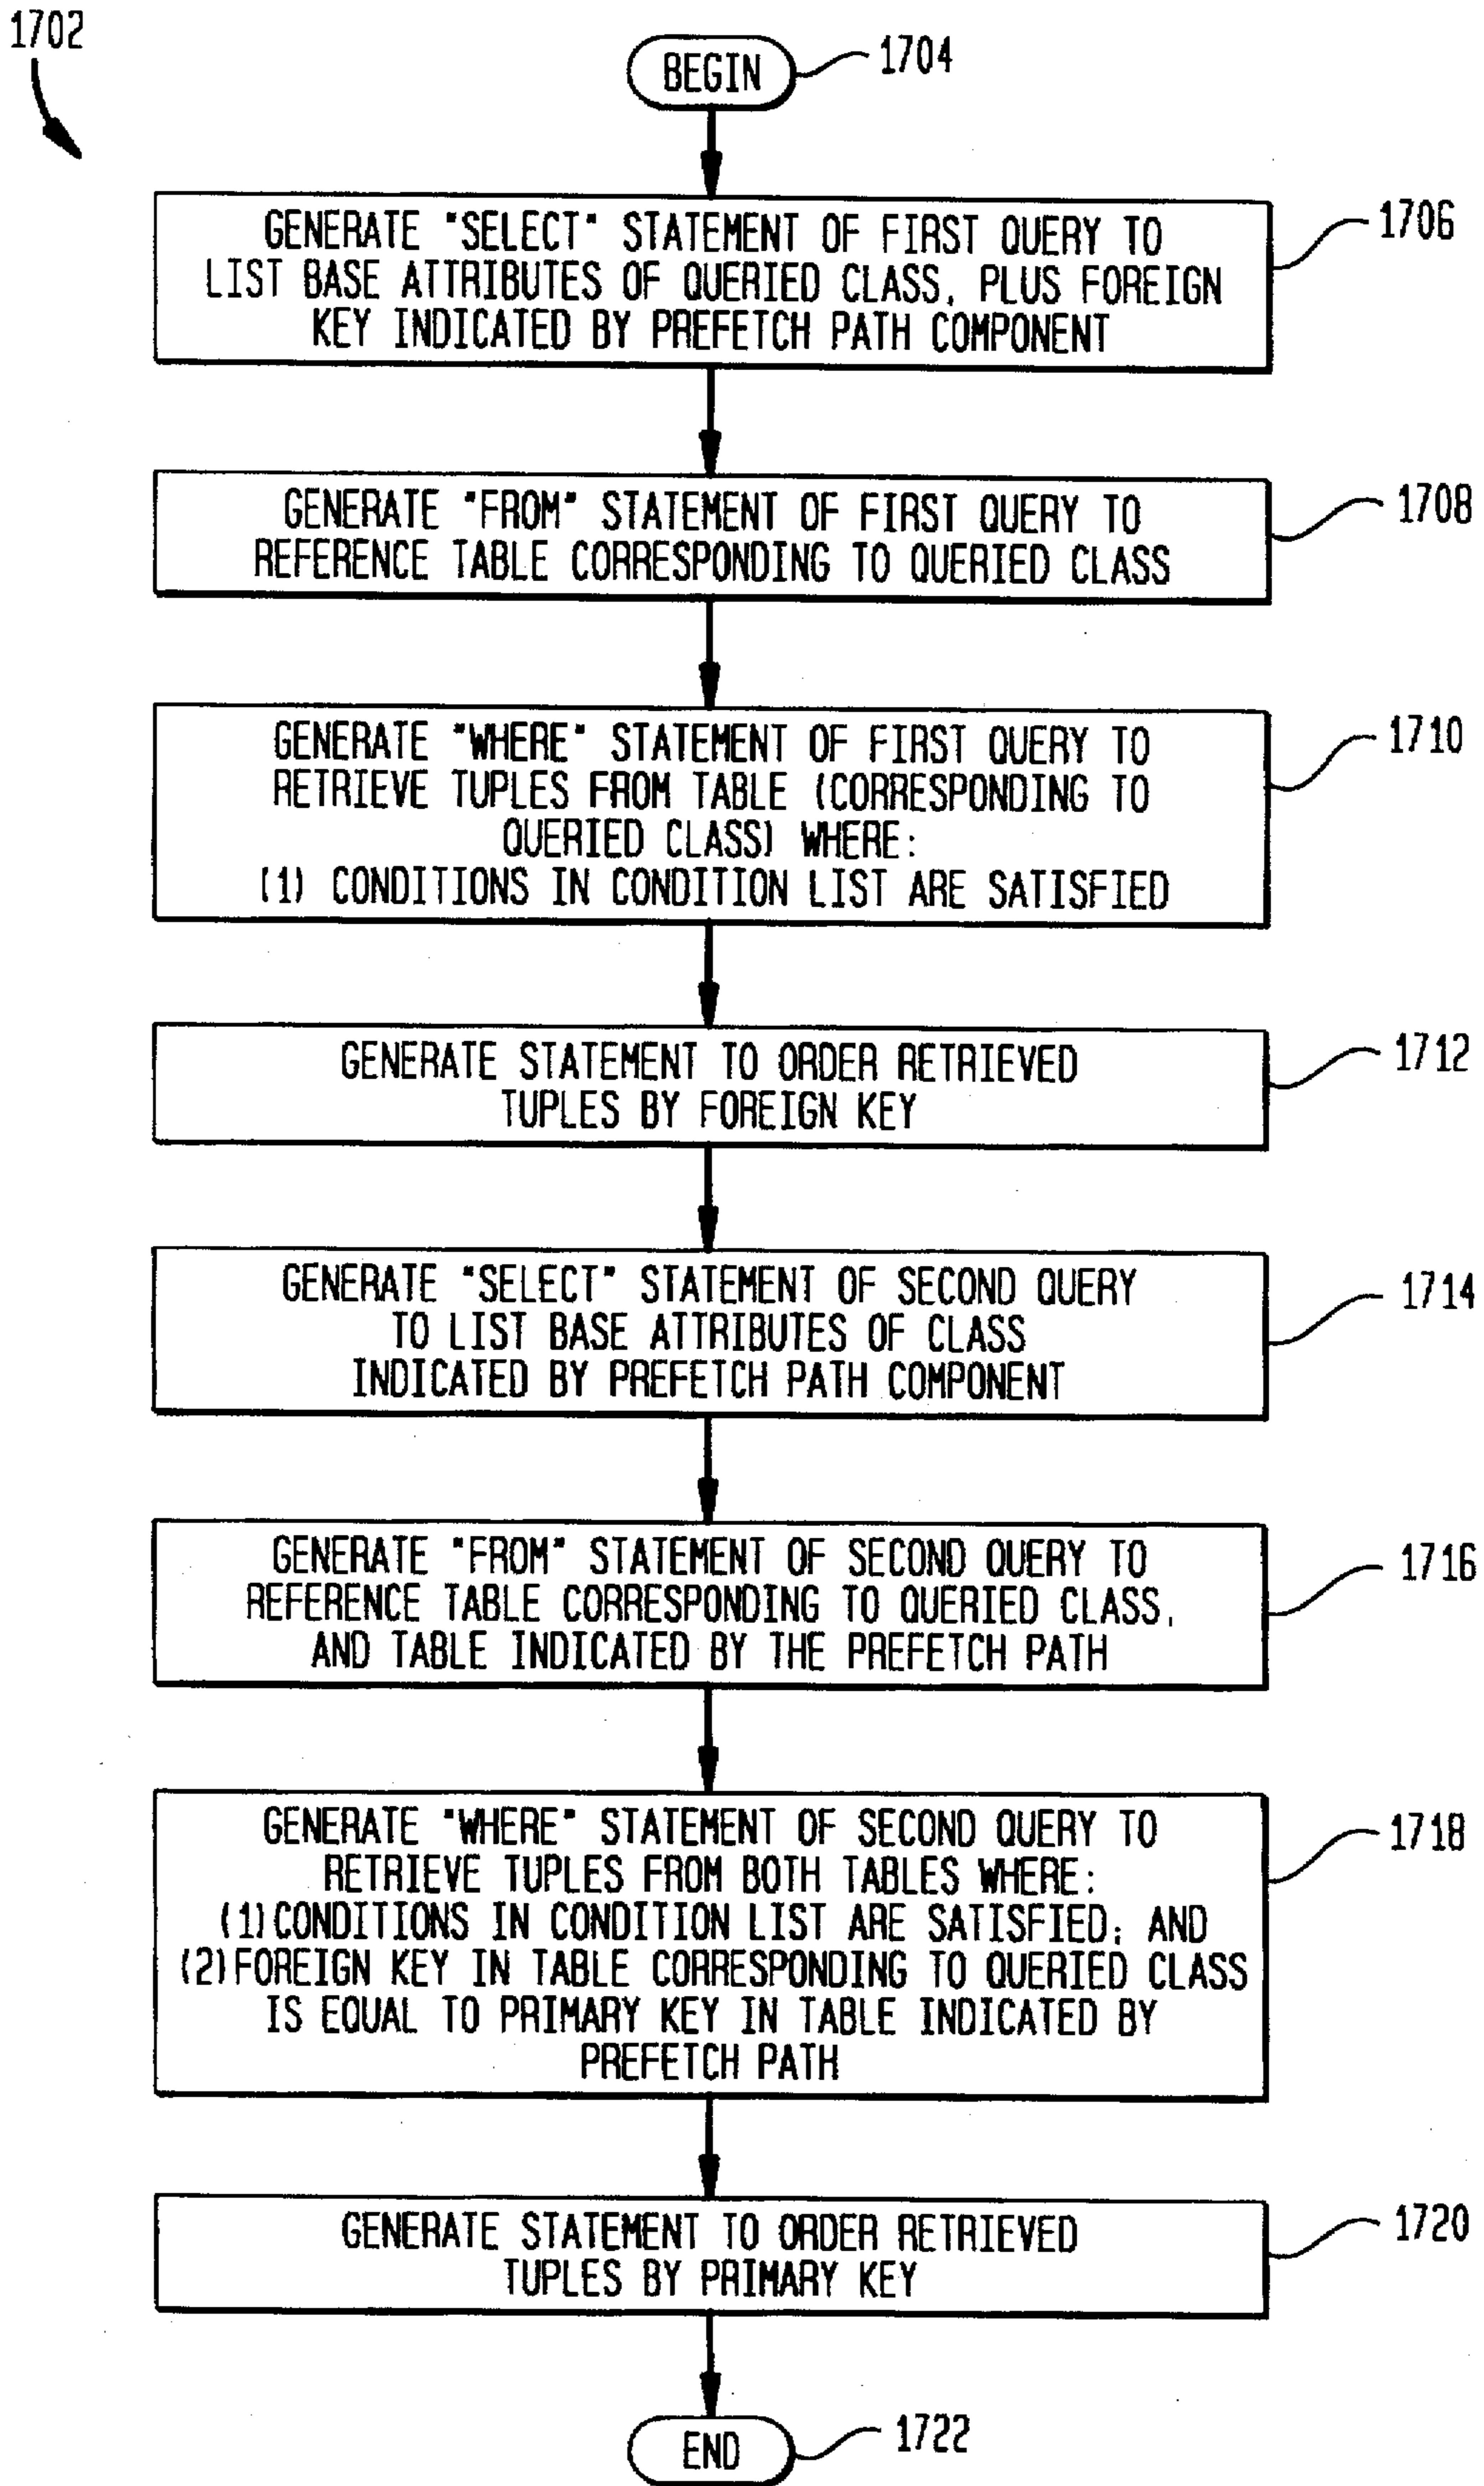 1702
BEGIN
1704
GENERATE "SELECT" STATEMENT OF FIRST QUERY TO
LIST BASE ATTRIBUTES OF QUERIED CLASS, PLUS FOREIGN
KEY INDICATED BY PREFETCH PATH COMPONENT
1706
GENERATE "FROM" STATEMENT OF FIRST QUERY TO
REFERENCE TABLE CORRESPONDING TO QUERIED CLASS
1708
GENERATE "WHERE" STATEMENT OF FIRST QUERY TO
RETRIEVE TUPLES FROM TABLE (CORRESPONDING TO
QUERIED CLASS) WHERE:
(1) CONDITIONS IN CONDITION LIST ARE SATISFIED
1710
GENERATE STATEMENT TO ORDER RETRIEVED
TUPLES BY FOREIGN KEY
1712
GENERATE "SELECT" STATEMENT OF SECOND QUERY
TO LIST BASE ATTRIBUTES OF CLASS
INDICATED BY PREFETCH PATH COMPONENT
1714
GENERATE "FROM" STATEMENT OF SECOND QUERY TO
REFERENCE TABLE CORRESPONDING TO QUERIED CLASS,
AND TABLE INDICATED BY THE PREFETCH PATH
1716
GENERATE "WHERE" STATEMENT OF SECOND QUERY TO
RETRIEVE TUPLES FROM BOTH TABLES WHERE:
(1) CONDITIONS IN CONDITION LIST ARE SATISFIED; AND
(2) FOREIGN KEY IN TABLE CORRESPONDING TO QUERIED CLASS
IS EQUAL TO PRIMARY KEY IN TABLE INDICATED BY
PREFETCH PATH
1718
GENERATE STATEMENT TO ORDER RETRIEVED
TUPLES BY PRIMARY KEY
1720
END
1722